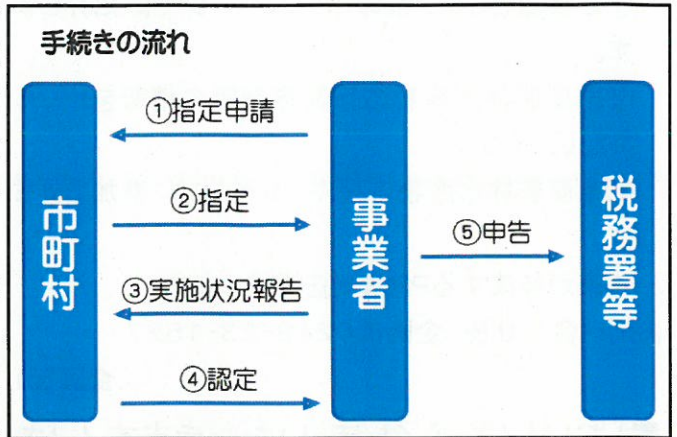 手続きの流れ
①指定申請
②指定
③実施状況報告
④認定
⑤申告
市町村
事業者
税務署等